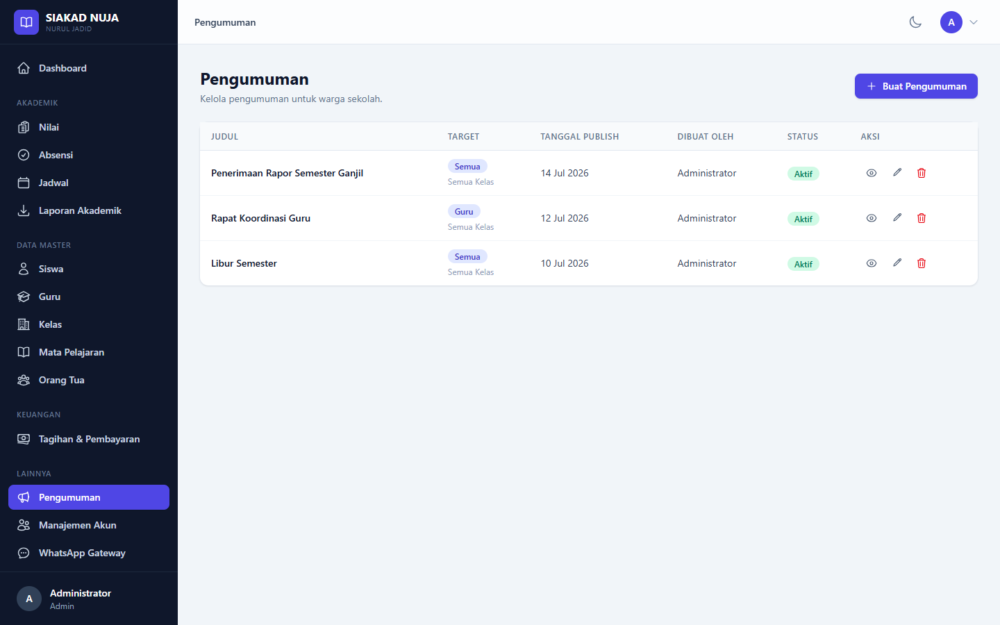 SIAKAD NUJA
NURUL JADID
Dashboard
AKADEMIK
Nilai
Absensi
Jadwal
Laporan Akademik
DATA MASTER
Siswa
Guru
Kelas
Mata Pelajaran
Orang Tua
KEUANGAN
Tagihan & Pembayaran
LAINNYA
Pengumuman
Manajemen Akun
WhatsApp Gateway
A
Administrator
Admin
Pengumuman
A
Pengumuman
Kelola pengumuman untuk warga sekolah.
Buat Pengumuman
JUDUL TARGET TANGGAL PUBLISH DIBUAT OLEH STATUS AKSI
Penerimaan Rapor Semester Ganjil Semua 14 Jul 2026 Administrator Aktif
Semua Kelas
Rapat Koordinasi Guru Guru 12 Jul 2026 Administrator Aktif
Semua Kelas
Libur Semester Semua 10 Jul 2026 Administrator Aktif
Semua Kelas